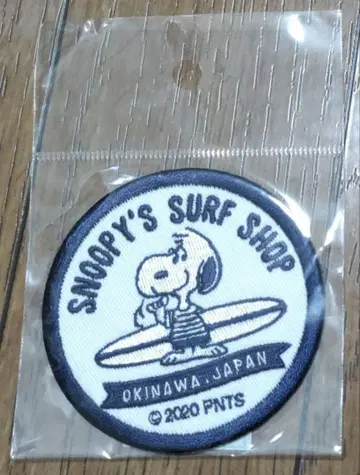 SNOOPY'S SURF SHOP
OKINAWA, JAPAN
© 2020 PNTS